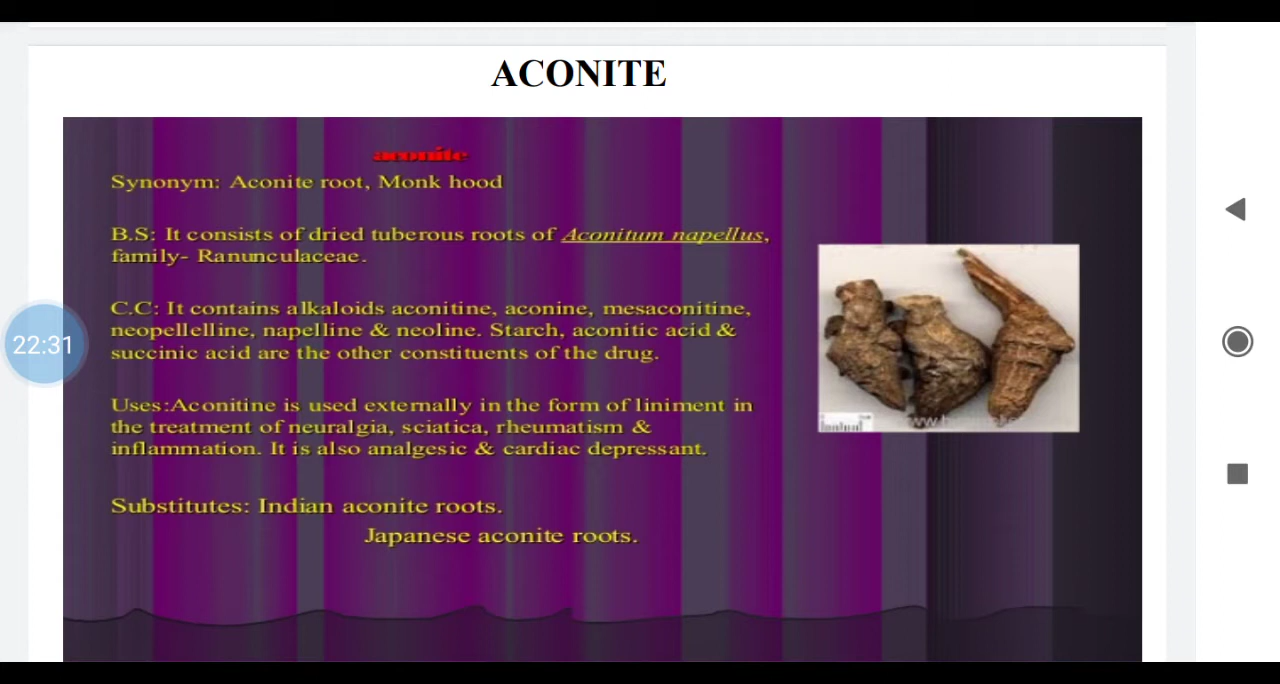 ACONITE
aconite
Synonym: Aconite root, Monk hood
B.S: It consists of dried tuberous roots of Aconitum napellus,
family- Ranunculaceae.
C.C: It contains alkaloids aconitine, aconine, mesaconitine,
neopellelline, napelline & neoline. Starch, aconitic acid &
succinic acid are the other constituents of the drug.
Uses:Aconitine is used externally in the form of liniment in
the treatment of neuralgia, sciatica, rheumatism &
inflammation. It is also analgesic & cardiac depressant.
Substitutes: Indian aconite roots.
Japanese aconite roots.
22:31